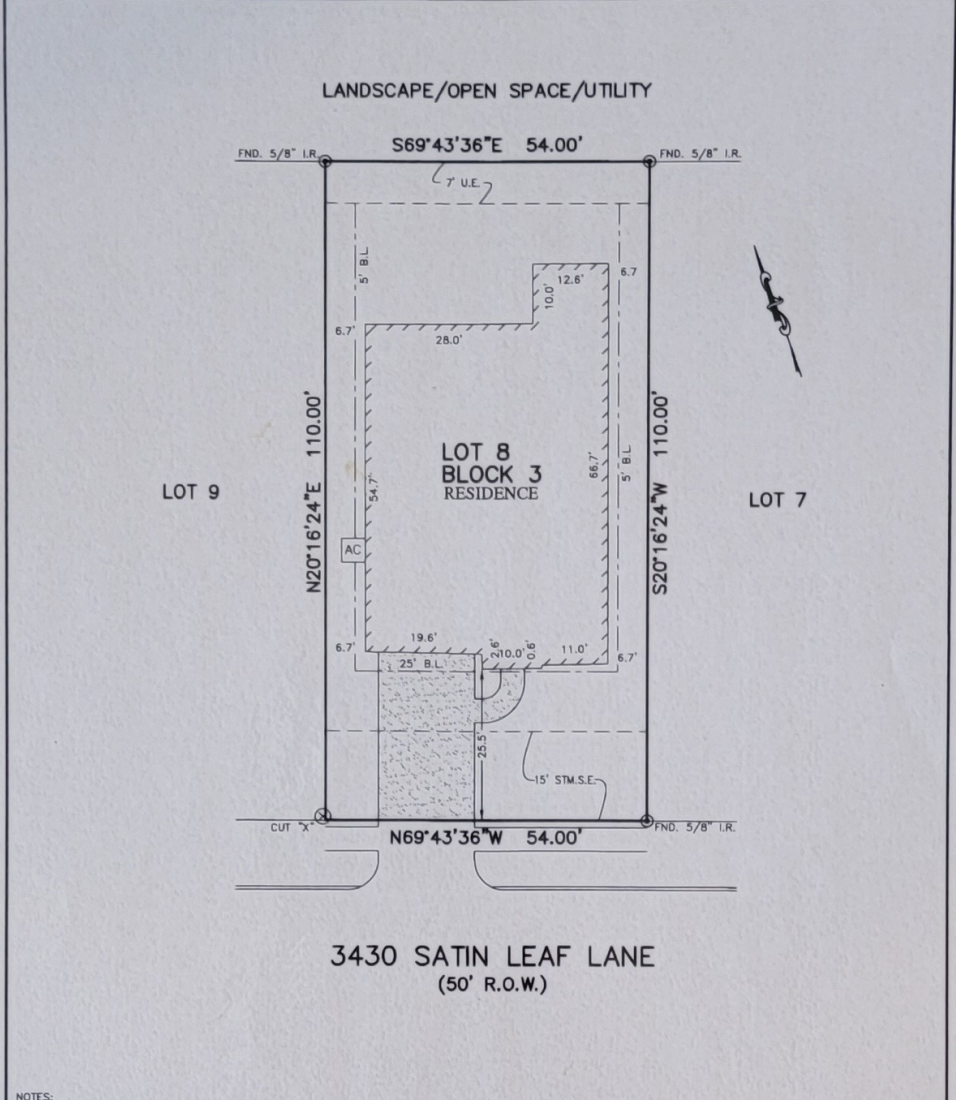 LANDSCAPE/OPEN SPACE/UTILITY
S69°43'36"E 54.00'
FND. 5/8" I.R.
FND. 5/8" I.R.
7' U.E.
5' B.L.
6.7
12.6'
10.0'
6.7'
28.0'
N20°16'24"E 110.00'
S20°16'24"W 110.00'
LOT 8
BLOCK 3
RESIDENCE
66.7'
5' B.L.
54.7'
LOT 9
LOT 7
AC
6.7'
19.6'
2.6'
10.0'
0.6'
11.0'
6.7'
25' B.L.
25.5'
15' STM.S.E.
CUT "X"
FND. 5/8" I.R.
N69°43'36"W 54.00'
3430 SATIN LEAF LANE
(50' R.O.W.)
NOTES: